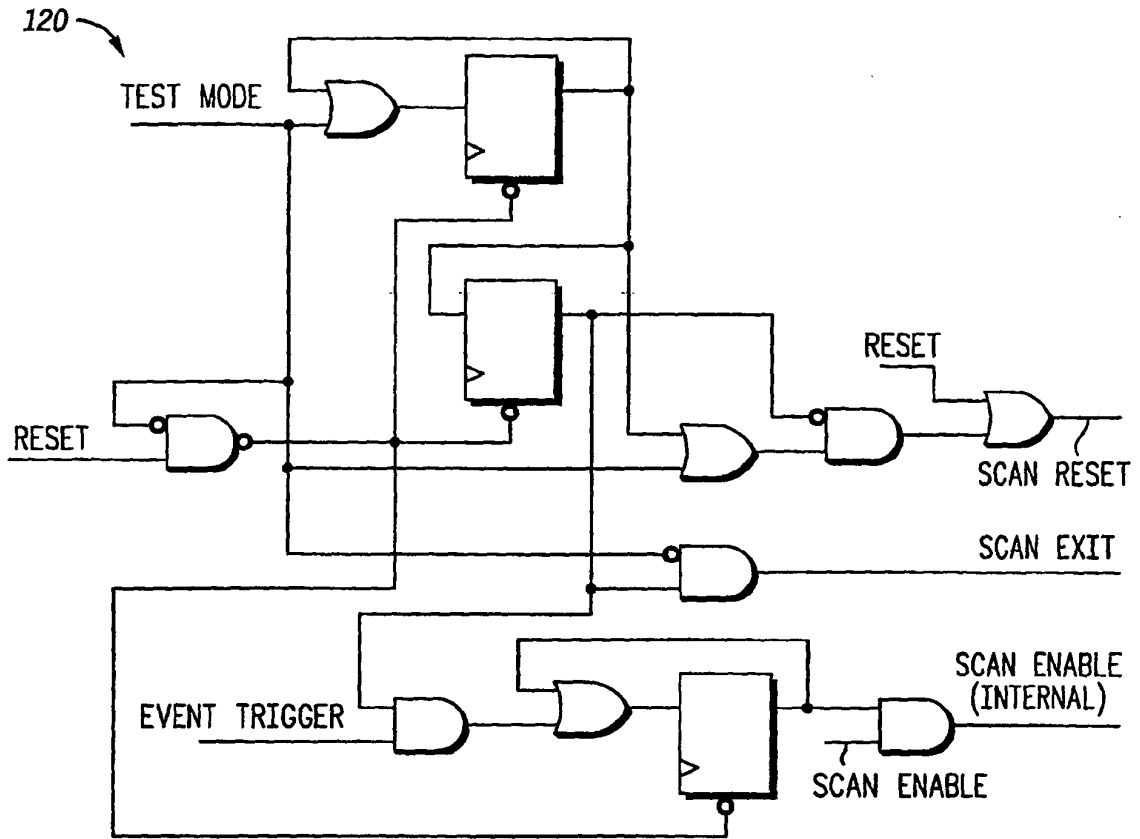 120
TEST MODE
RESET
RESET
SCAN RESET
SCAN EXIT
SCAN ENABLE
(INTERNAL)
EVENT TRIGGER
SCAN ENABLE